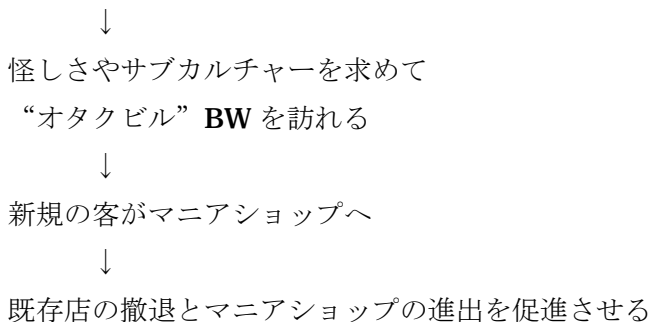 ↓
怪しさやサブカルチャーを求めて
“オタクビル”BW を訪れる
↓
新規の客がマニアショップへ
↓
既存店の撤退とマニアショップの進出を促進させる